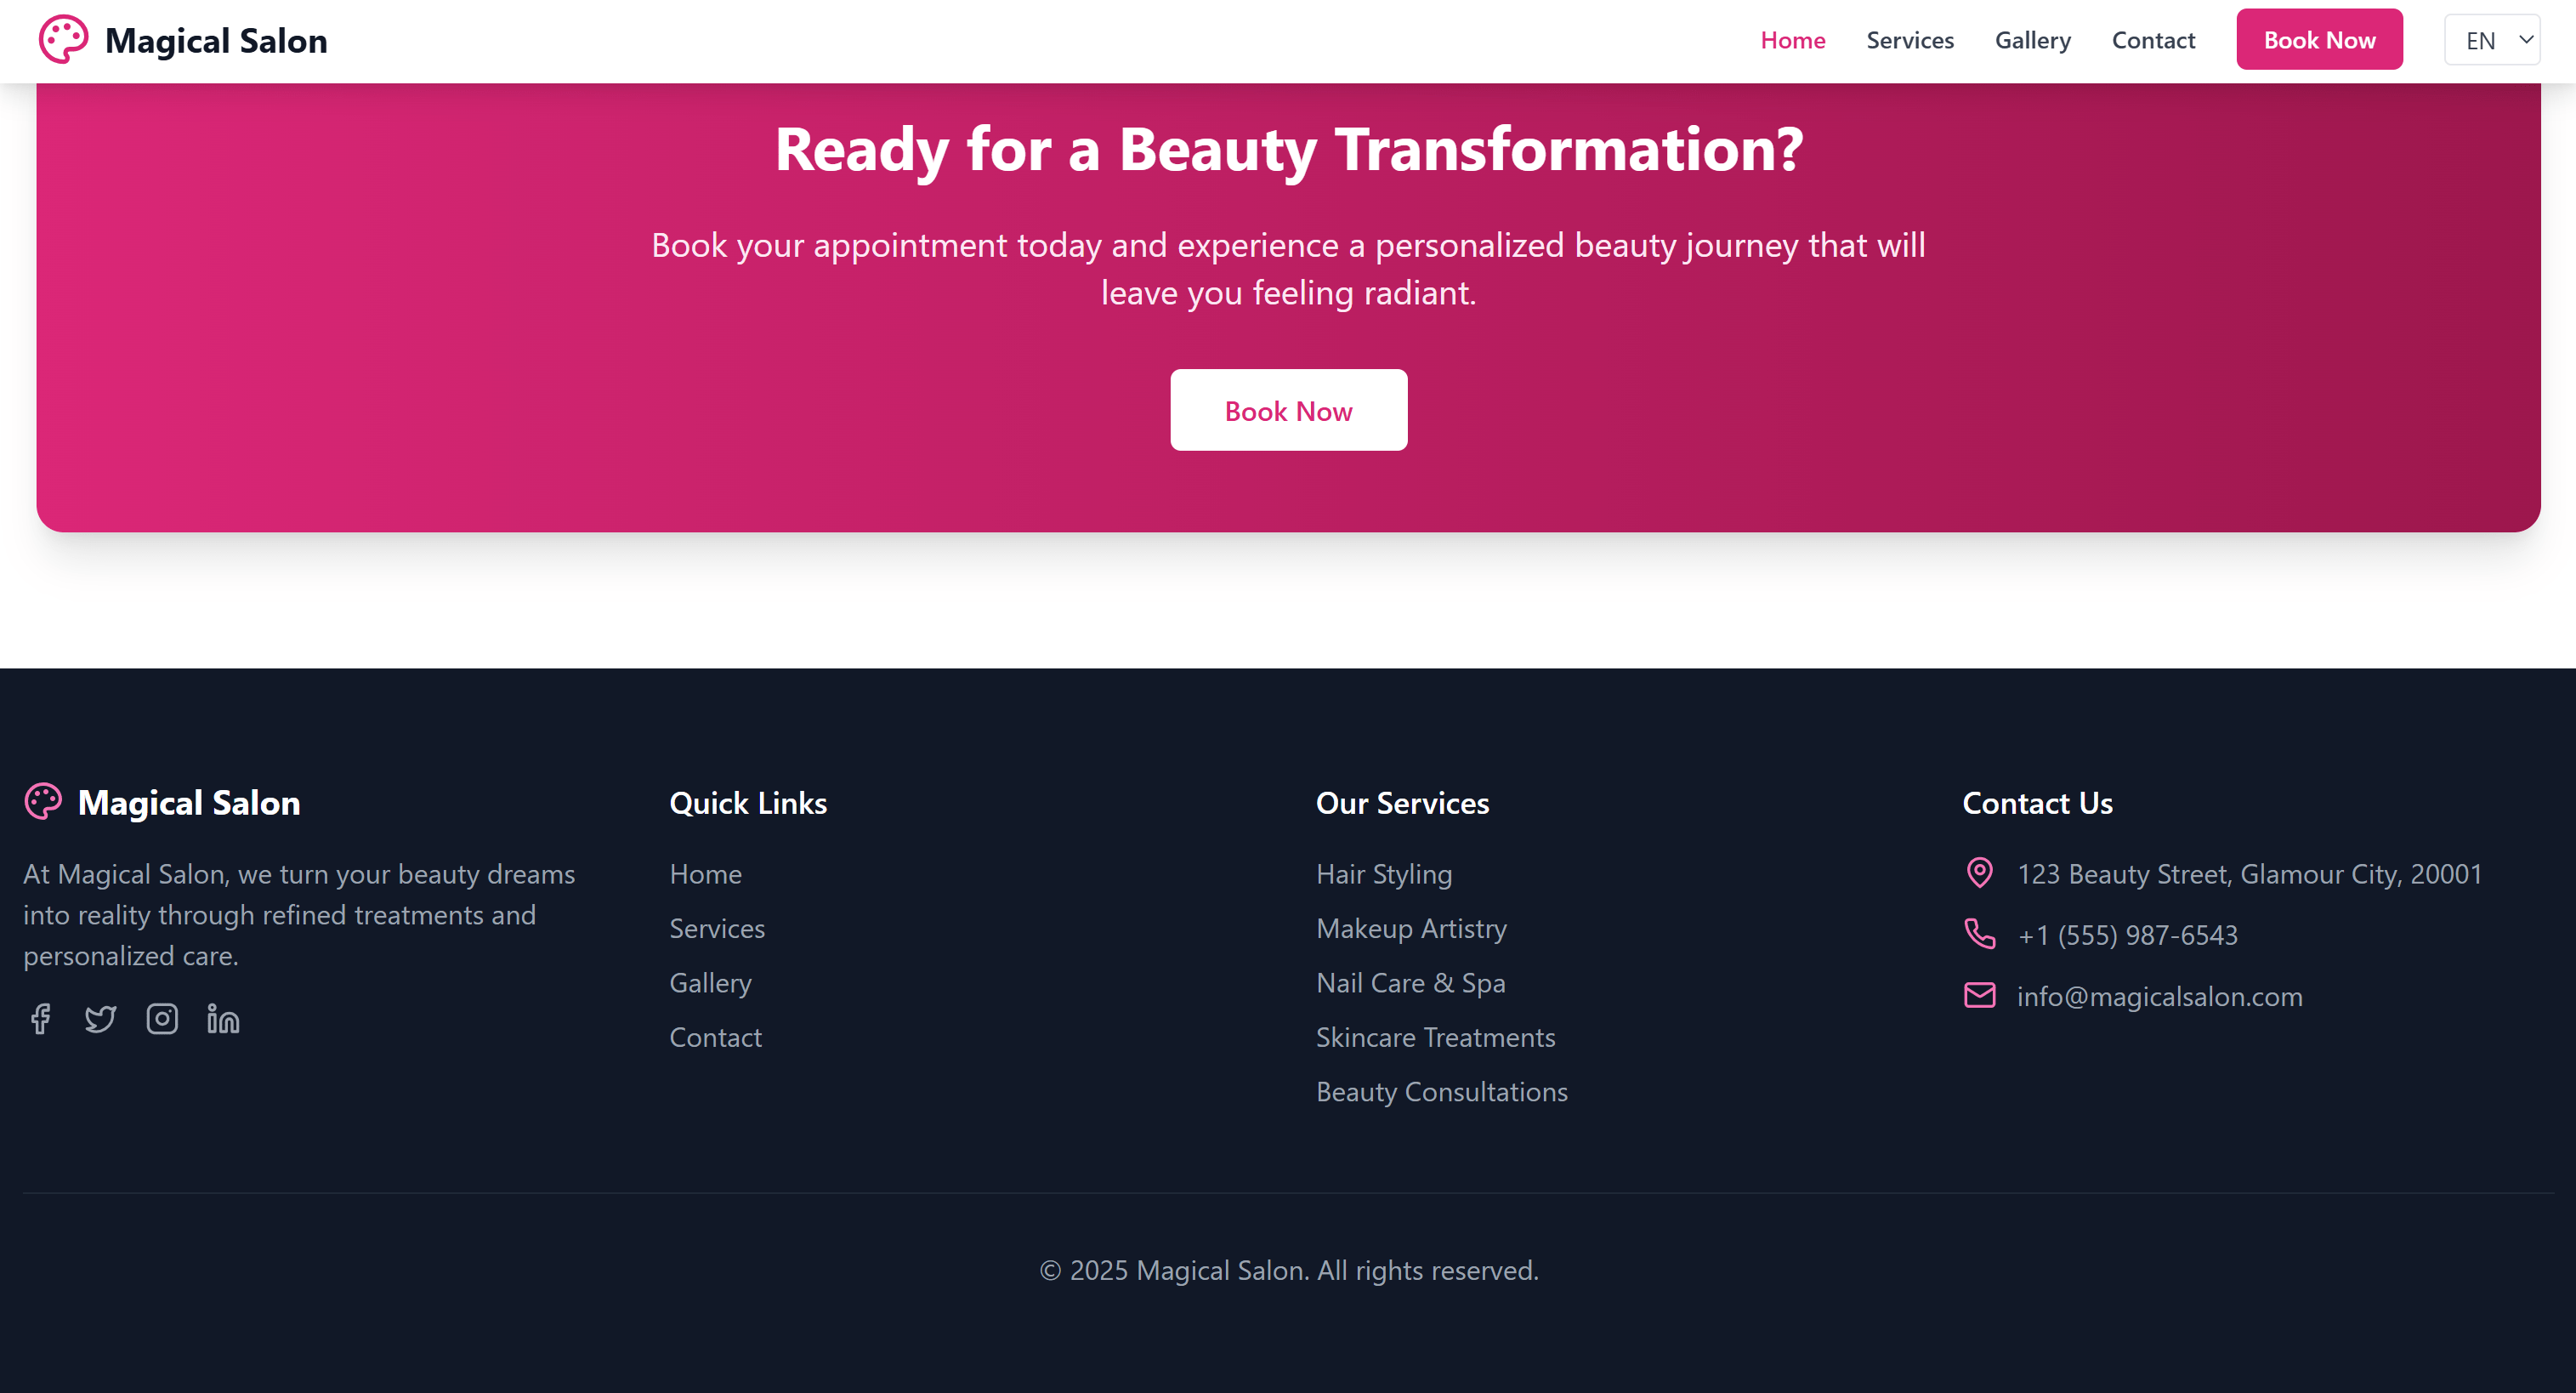 Magical Salon
Home
Services
Gallery
Contact
Book Now
EN
Ready for a Beauty Transformation?
Book your appointment today and experience a personalized beauty journey that will
leave you feeling radiant.
Book Now
Magical Salon
At Magical Salon, we turn your beauty dreams
into reality through refined treatments and
personalized care.
Quick Links
Home
Services
Gallery
Contact
Our Services
Hair Styling
Makeup Artistry
Nail Care & Spa
Skincare Treatments
Beauty Consultations
Contact Us
123 Beauty Street, Glamour City, 20001
+1 (555) 987-6543
info@magicalsalon.com
© 2025 Magical Salon. All rights reserved.